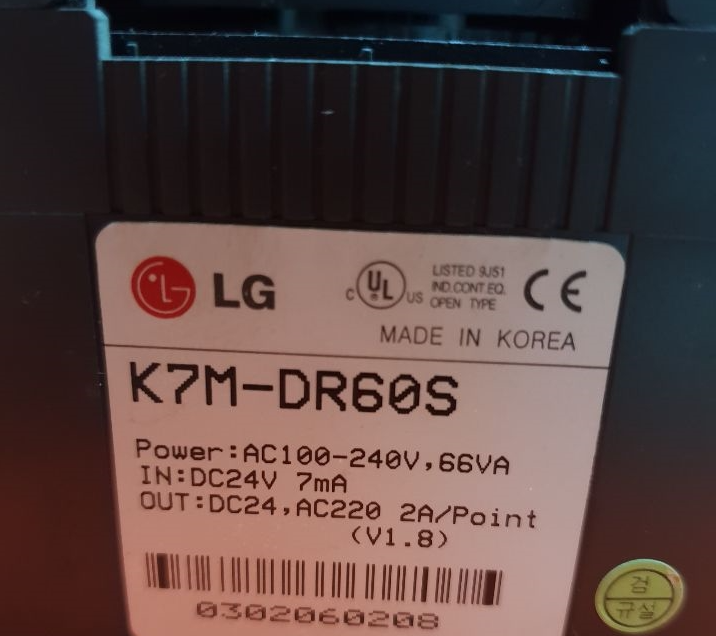 LG
c UL US LISTED 9J51
IND.CONT.EQ.
OPEN TYPE
CE
MADE IN KOREA
K7M-DR60S
Power:AC100-240V,66VA
IN:DC24V 7mA
OUT:DC24,AC220 2A/Point
(V1.8)
0302060208
검
규설